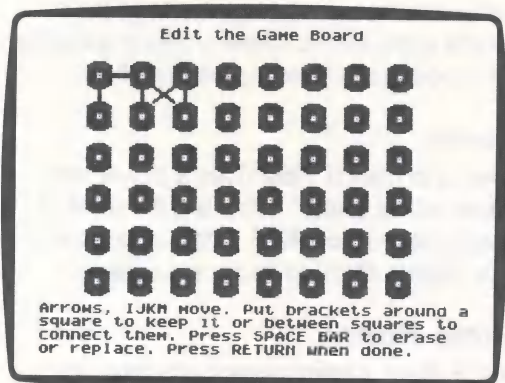 Edit the Game Board
Arrows, IJKM move. Put brackets around a
square to keep it or between squares to
connect them. Press SPACE BAR to erase
or replace. Press RETURN when done.